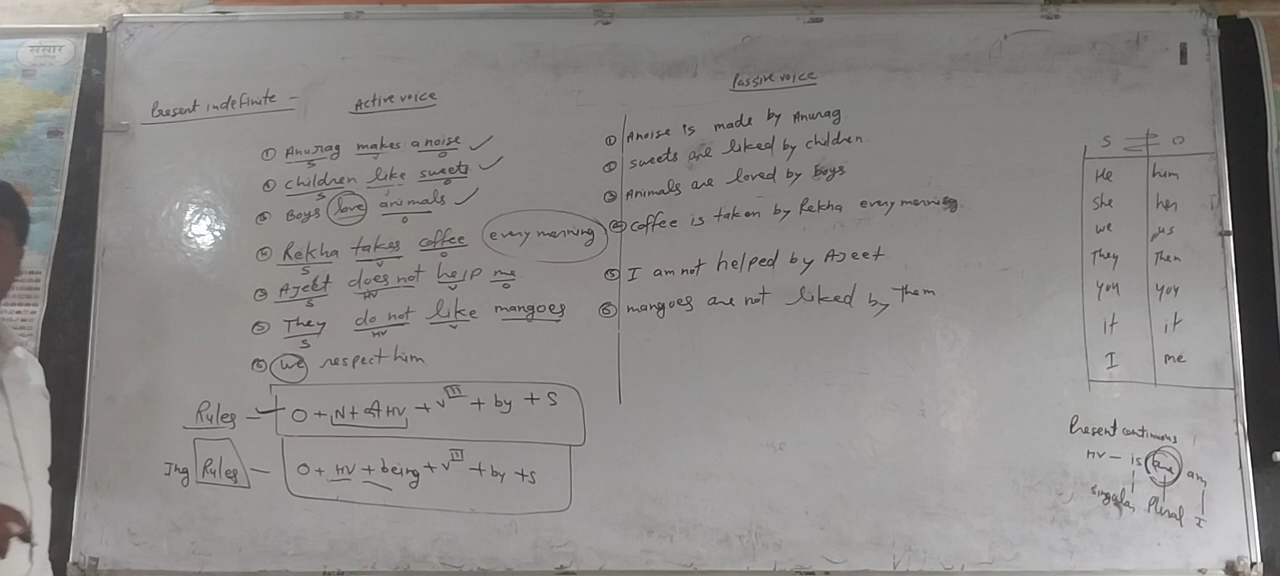 संसार
Present indefinite –
Active voice
① Anurag makes a noise ✓
S V O
② children like sweets ✓
S O
③ Boys love animals ✓
O
④ Rekha takes coffee every morning
S V O
⑤ Ajeet does not help me
S HV V O
⑤ They do not like mangoes
S HV V
⑥ We respect him
Passive voice
① A noise is made by Anurag
② sweets are liked by children
③ Animals are loved by Boys
④ coffee is taken by Rekha every morning
⑤ I am not helped by Ajeet
⑥ mangoes are not liked by them
Rules – O + N + AHV + V III + by + S
Ing Rules – O + HV + being + V III + by + S
S ⇄ O
He him
she her
we us
They Them
you you
it it
I me
Present continuous
HV – is are am
singular Plural I